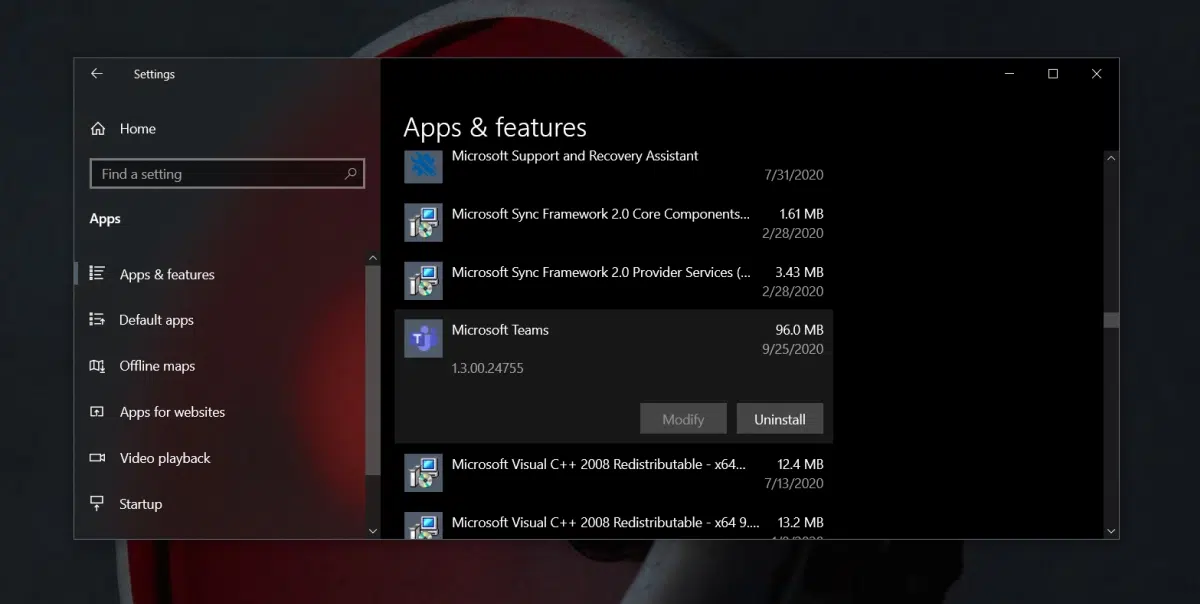 Settings
Home
Find a setting
Apps
Apps & features
Default apps
Offline maps
Apps for websites
Video playback
Startup
Apps & features
Microsoft Support and Recovery Assistant
7/31/2020
Microsoft Sync Framework 2.0 Core Components... 1.61 MB
2/28/2020
Microsoft Sync Framework 2.0 Provider Services (... 3.43 MB
2/28/2020
Microsoft Teams 96.0 MB
9/25/2020
1.3.00.24755
Modify Uninstall
Microsoft Visual C++ 2008 Redistributable - x64... 12.4 MB
7/13/2020
Microsoft Visual C++ 2008 Redistributable - x64 9.... 13.2 MB